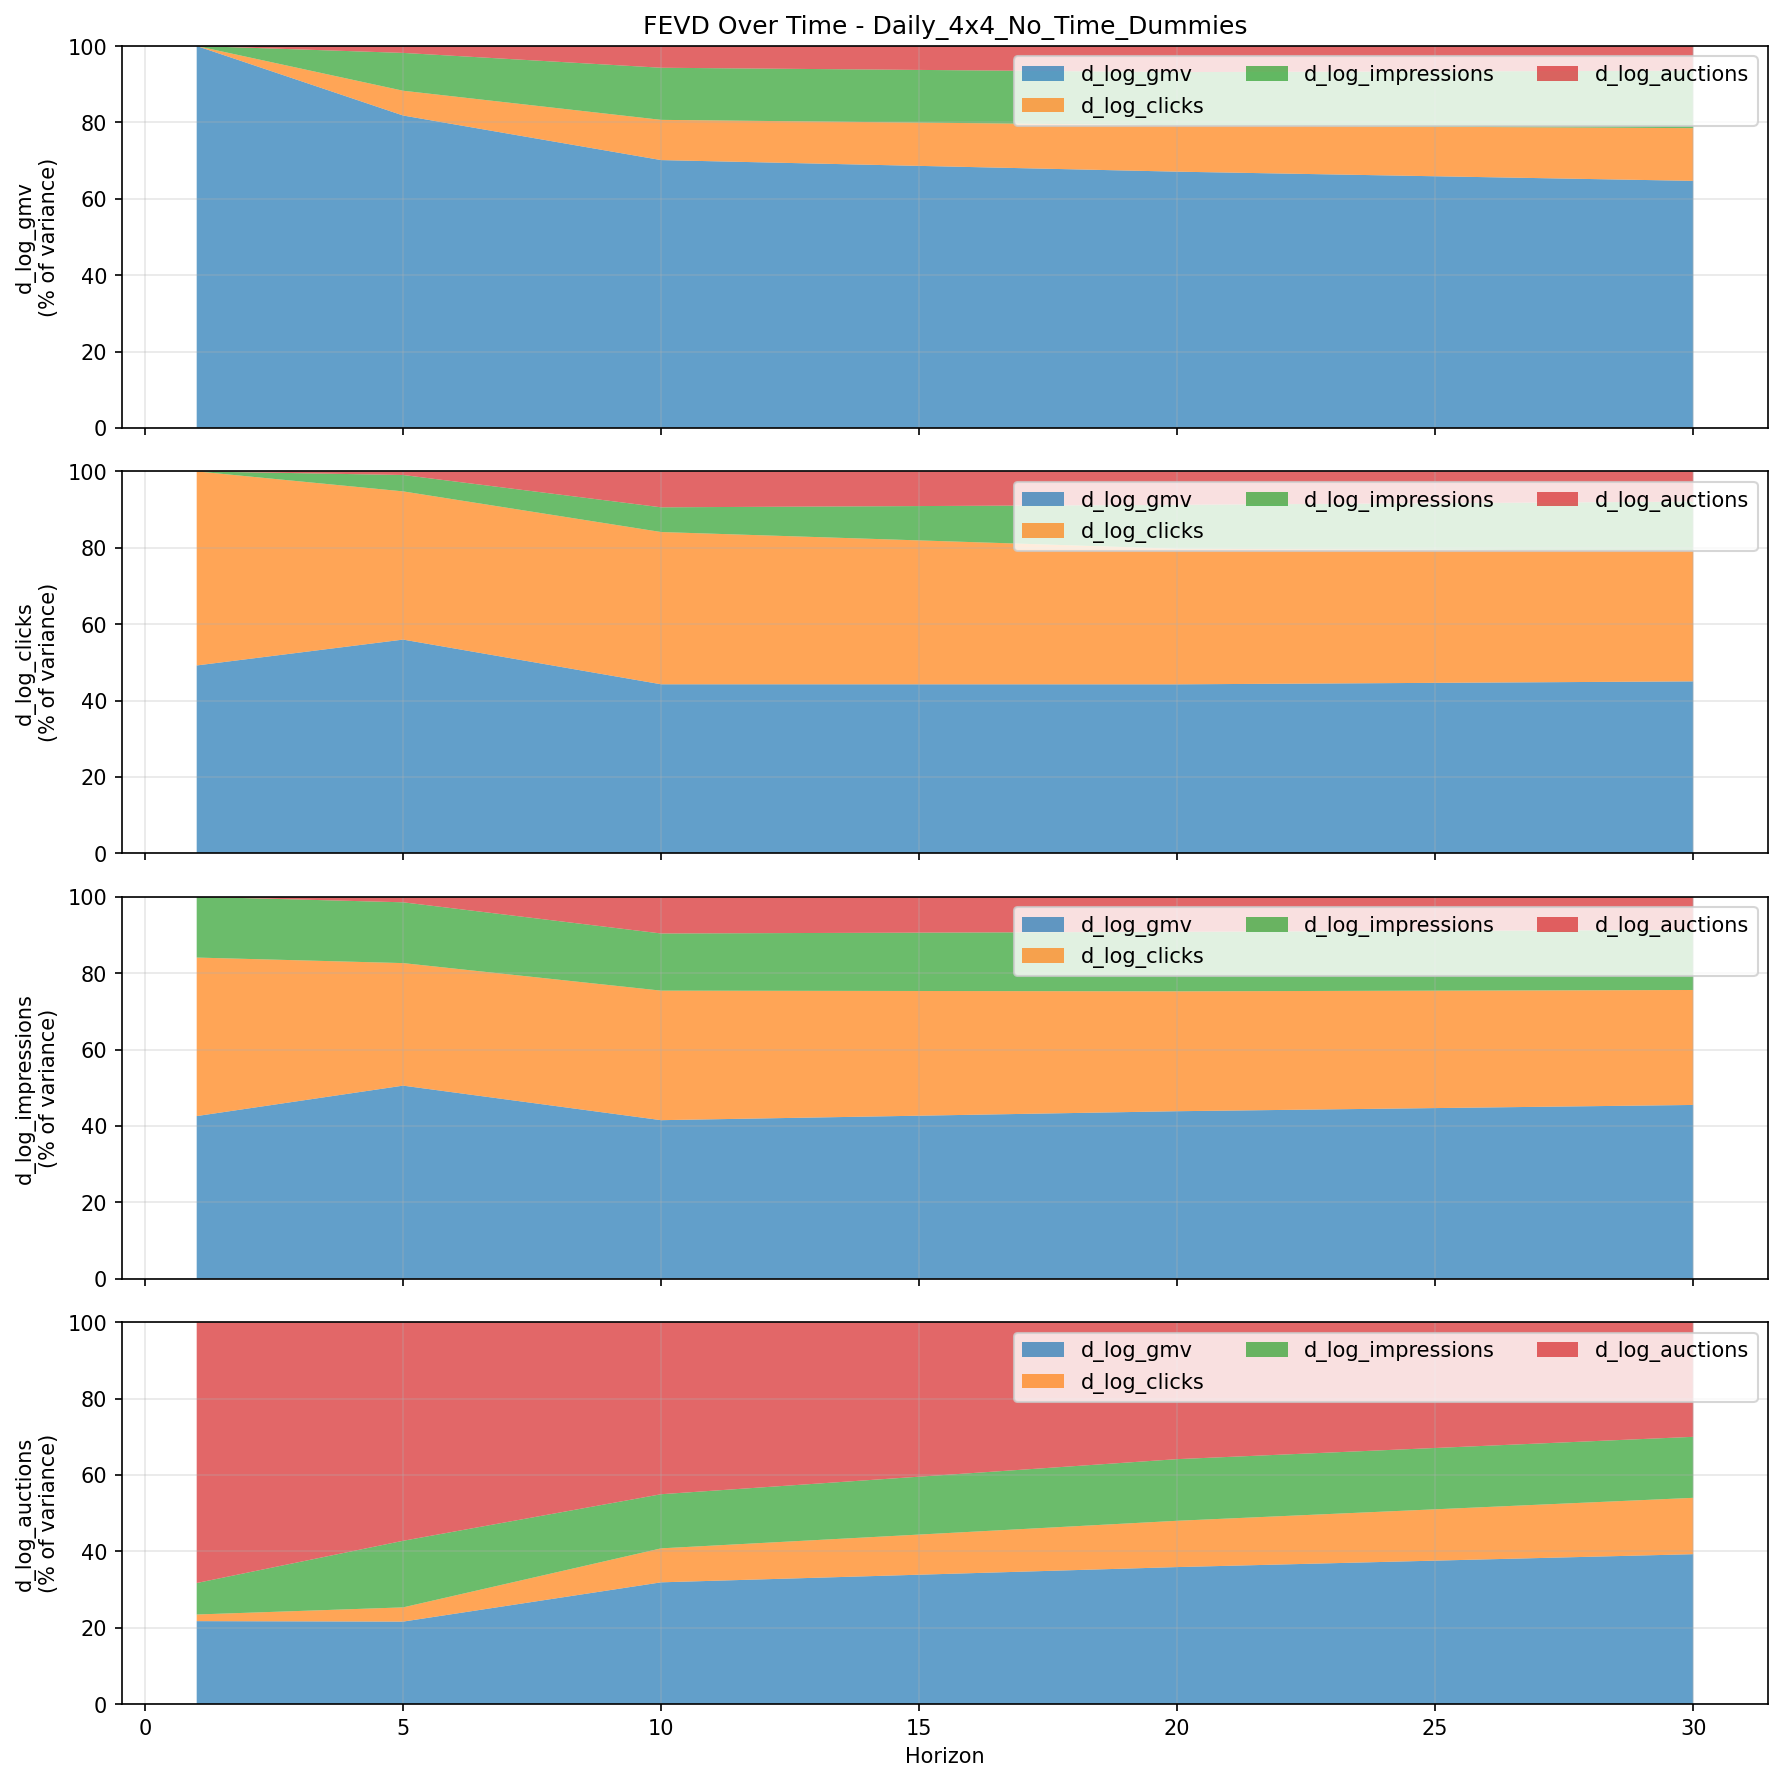 FEVD Over Time - Daily_4x4_No_Time_Dummies
d_log_gmv
(% of variance)
100
80
60
40
20
0
d_log_gmv d_log_impressions d_log_auctions
d_log_clicks
d_log_clicks
(% of variance)
100
80
60
40
20
0
d_log_gmv d_log_impressions d_log_auctions
d_log_clicks
d_log_impressions
(% of variance)
100
80
60
40
20
0
d_log_gmv d_log_impressions d_log_auctions
d_log_clicks
d_log_auctions
(% of variance)
100
80
60
40
20
0
d_log_gmv d_log_impressions d_log_auctions
d_log_clicks
0 5 10 15 20 25 30
Horizon